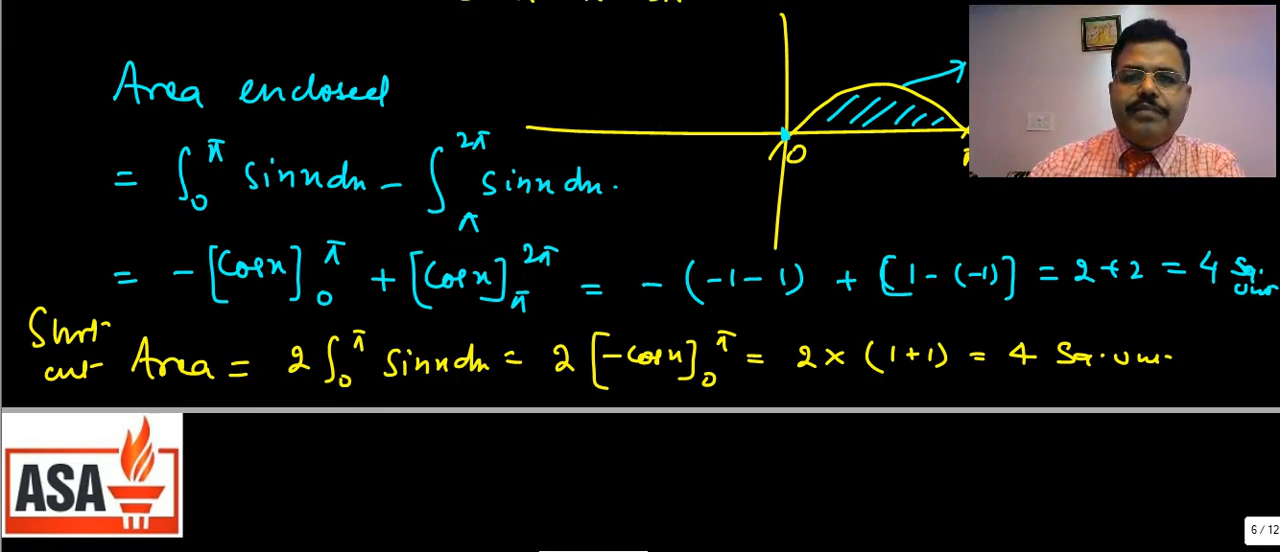 Area enclosed
= ∫₀^π sinx dx − ∫_π^2π sinx dx.
= −[cosx]₀^π + [cosx]_π^2π = −(−1−1) + [1−(−1)] = 2+2 = 4 Sq. unit
Short-
cut
Area = 2∫₀^π sinx dx = 2[−cosx]₀^π = 2×(1+1) = 4 Sq. um.
0
π
ASA
6 / 12